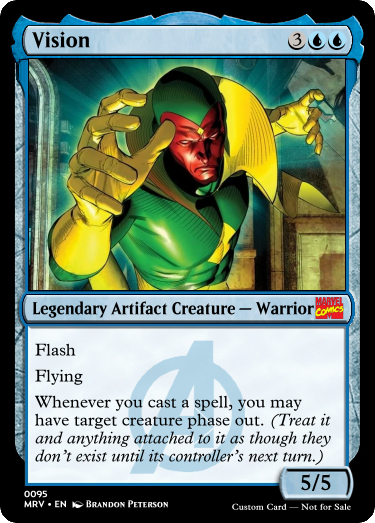 Vision 3
Legendary Artifact Creature — Warrior MARVEL COMICS
Flash
Flying
Whenever you cast a spell, you may
have target creature phase out. (Treat it
and anything attached to it as though they
don't exist until its controller's next turn.)
5/5
0095
MRV • EN Brandon Peterson
Custom Card — Not for Sale